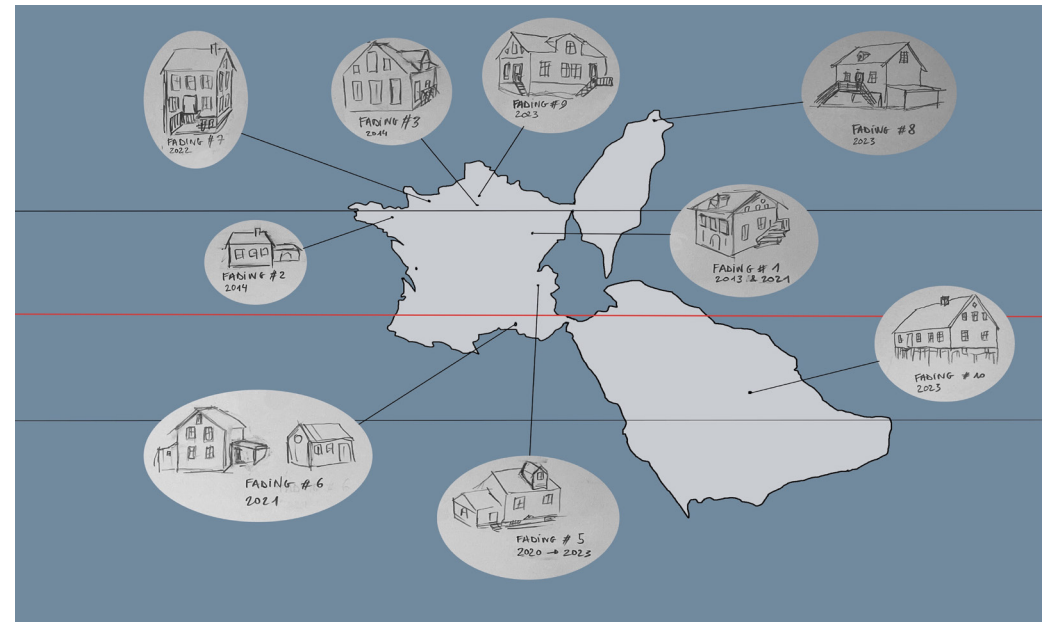 FADING # 7
2022
FADING #3
2014
FADING # 9
2023
FADING #8
2023
FADING #2
2014
FADING # 1
2013 & 2021
FADING # 10
2023
FADING # 6
2021
FADING # 5
2020 → 2023